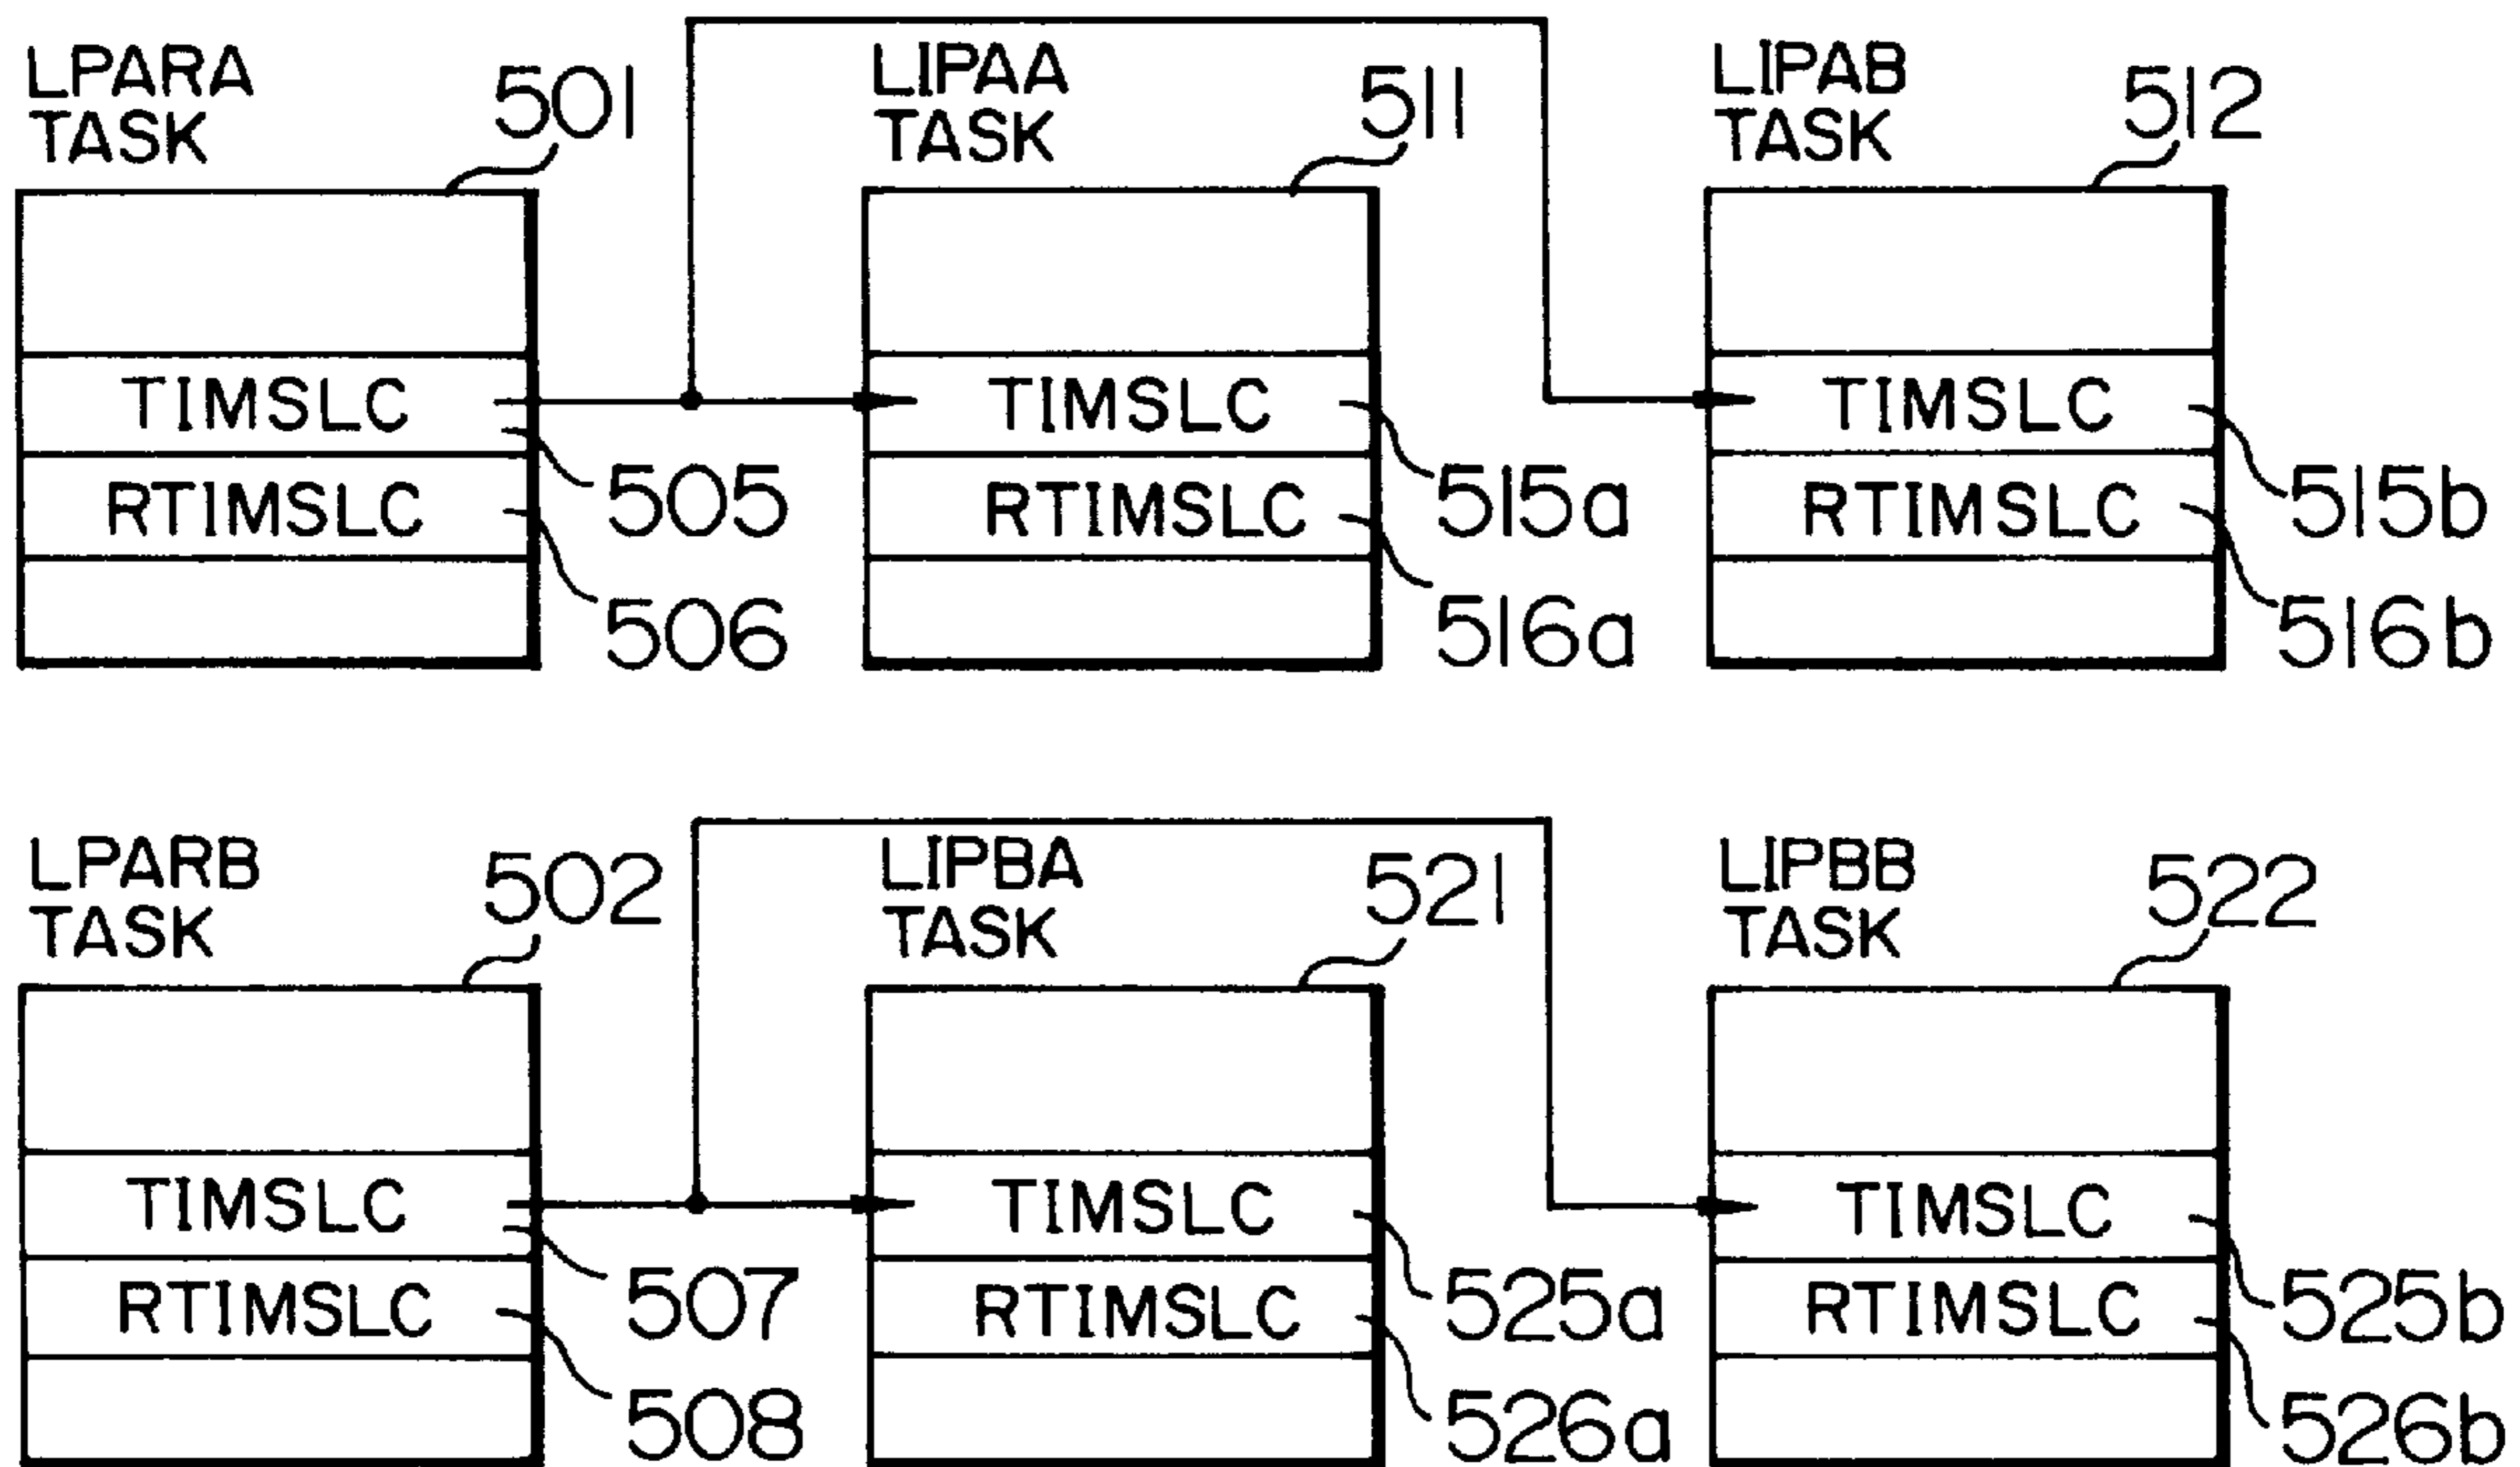 LPARA
TASK
501
LIPAA
TASK
511
LIPAB
TASK
512
TIMSLC
RTIMSLC
505
506
TIMSLC
RTIMSLC
515a
516a
TIMSLC
RTIMSLC
515b
516b
LPARB
TASK
502
LIPBA
TASK
521
LIPBB
TASK
522
TIMSLC
RTIMSLC
507
508
TIMSLC
RTIMSLC
525a
526a
TIMSLC
RTIMSLC
525b
526b